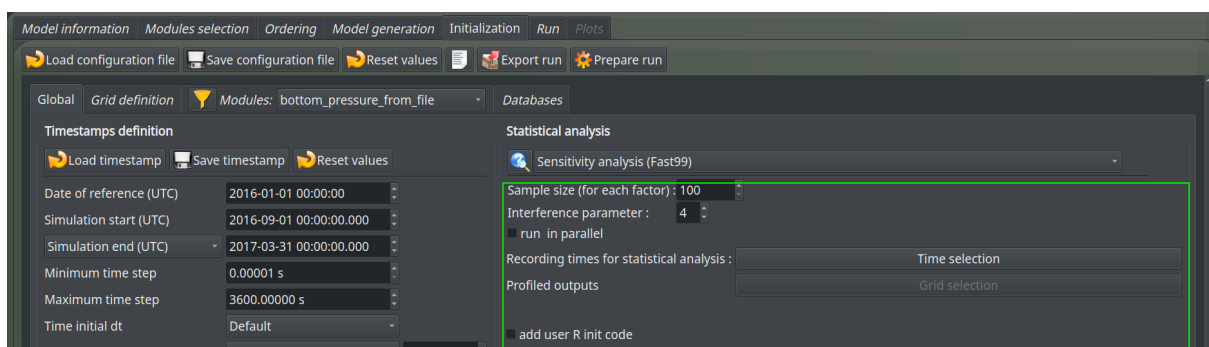 Model information Modules selection Ordering Model generation Initialization Run Plots
Load configuration file Save configuration file Reset values Export run Prepare run
Global Grid definition Modules: bottom_pressure_from_file Databases
Timestamps definition
Load timestamp Save timestamp Reset values
Date of reference (UTC) 2016-01-01 00:00:00
Simulation start (UTC) 2016-09-01 00:00:00.000
Simulation end (UTC) 2017-03-31 00:00:00.000
Minimum time step 0.00001 s
Maximum time step 3600.00000 s
Time initial dt Default
Statistical analysis
Sensitivity analysis (Fast99)
Sample size (for each factor) : 100
Interference parameter : 4
run in parallel
Recording times for statistical analysis : Time selection
Profiled outputs Grid selection
add user R init code